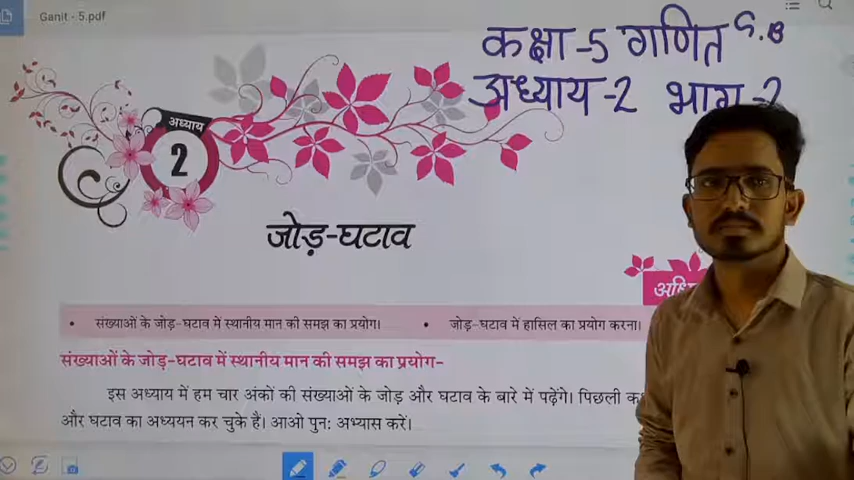 Ganit - 5.pdf
कक्षा-5 गणित G.B
अध्याय-2 भाग-2
अध्याय
2
जोड़-घटाव
• संख्याओं के जोड़-घटाव में स्थानीय मान की समझ का प्रयोग।
• जोड़-घटाव में हासिल का प्रयोग करना।
संख्याओं के जोड़-घटाव में स्थानीय मान की समझ का प्रयोग-
इस अध्याय में हम चार अंकों की संख्याओं के जोड़ और घटाव के बारे में पढ़ेंगे। पिछली
और घटाव का अध्ययन कर चुके हैं। आओ पुनः अभ्यास करें।